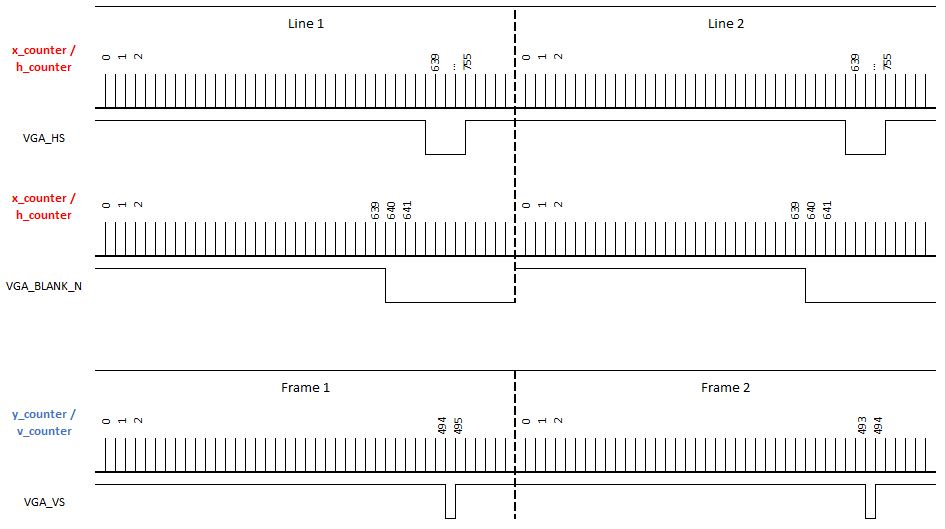 Line 1 Line 2
x_counter / 0 1 2 639 ... 755 0 1 2 639 ... 755
h_counter
VGA_HS
x_counter / 0 1 2 639 640 641 0 1 2 639 640 641
h_counter
VGA_BLANK_N
Frame 1 Frame 2
y_counter / 0 1 2 494 495 0 1 2 493 494
v_counter
VGA_VS